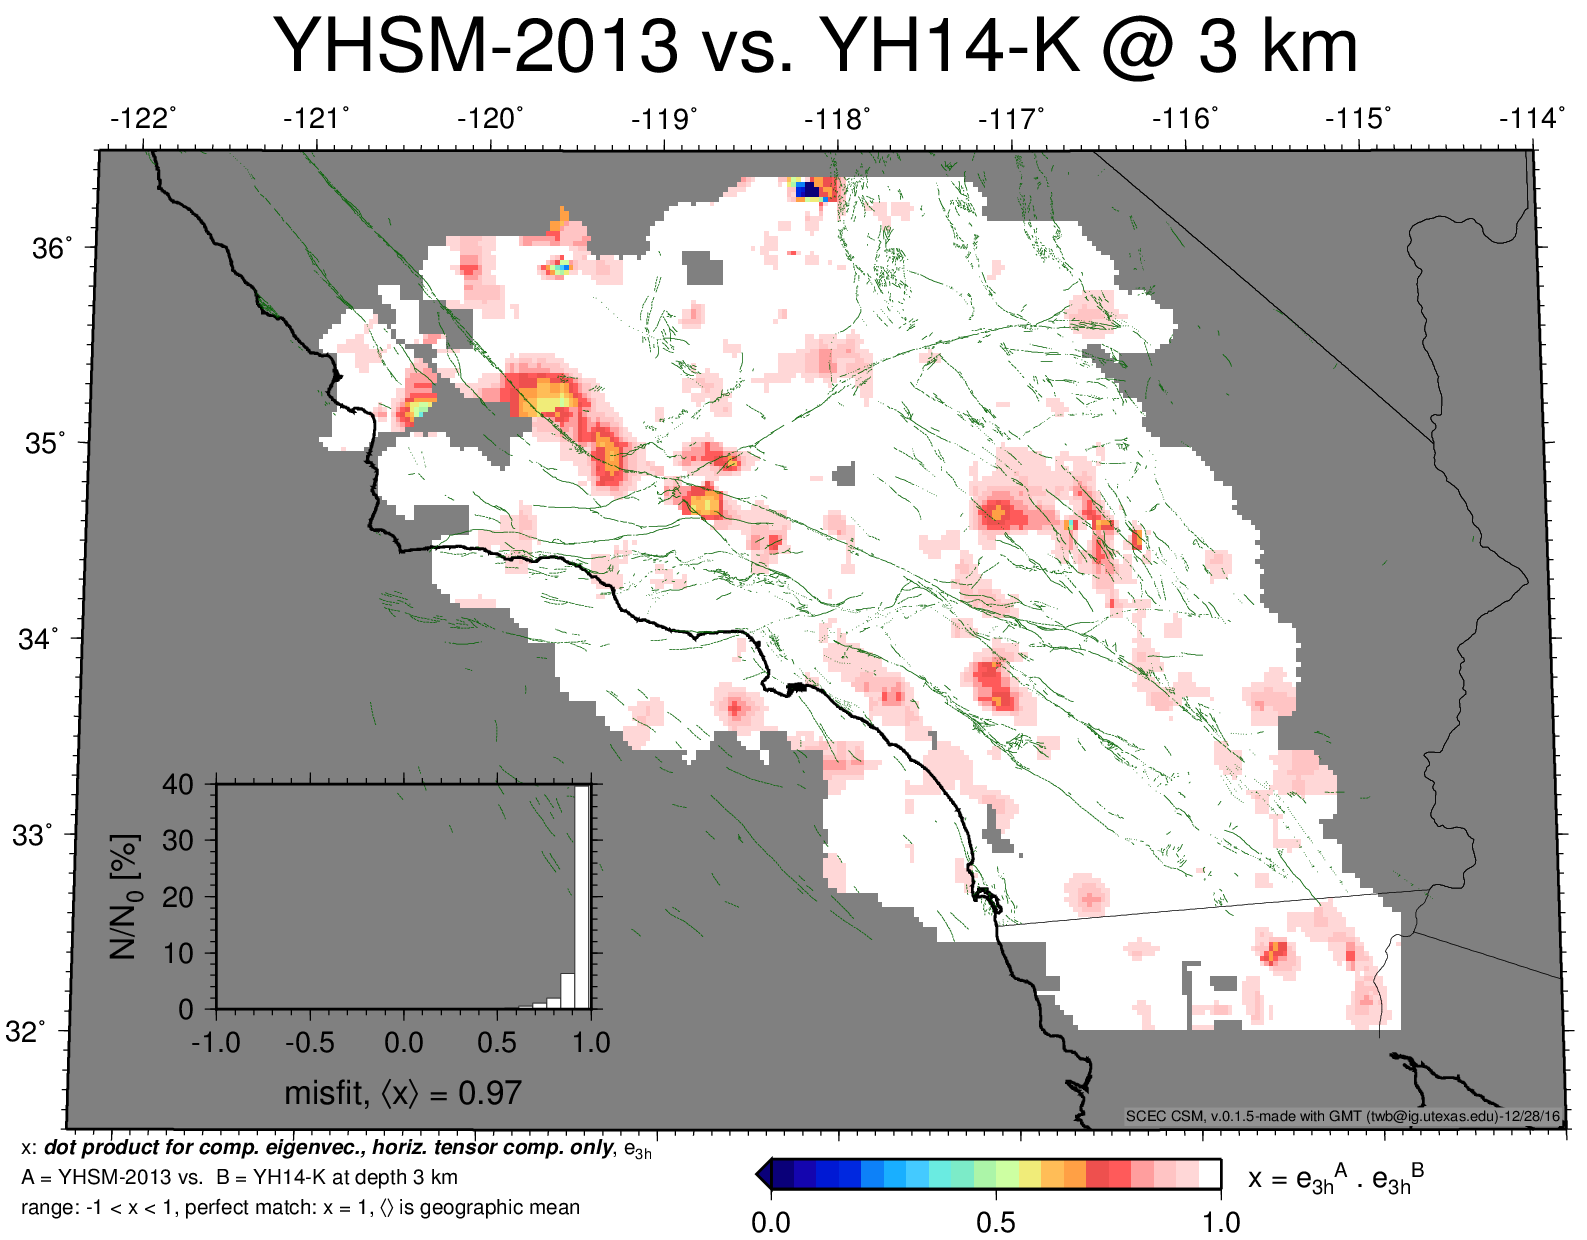 YHSM-2013 vs. YH14-K @ 3 km
-122˚ -121˚ -120˚ -119˚ -118˚ -117˚ -116˚ -115˚ -114˚
36˚
35˚
34˚
33˚
32˚
40
30
20
10
0
N/N0 [%]
-1.0 -0.5 0.0 0.5 1.0
misfit, ⟨x⟩ = 0.97
SCEC CSM, v.0.1.5-made with GMT (twb@ig.utexas.edu)-12/28/16
x: dot product for comp. eigenvec., horiz. tensor comp. only, e3h
A = YHSM-2013 vs. B = YH14-K at depth 3 km
range: -1 < x < 1, perfect match: x = 1, ⟨⟩ is geographic mean
x = e3hA . e3hB
0.0 0.5 1.0